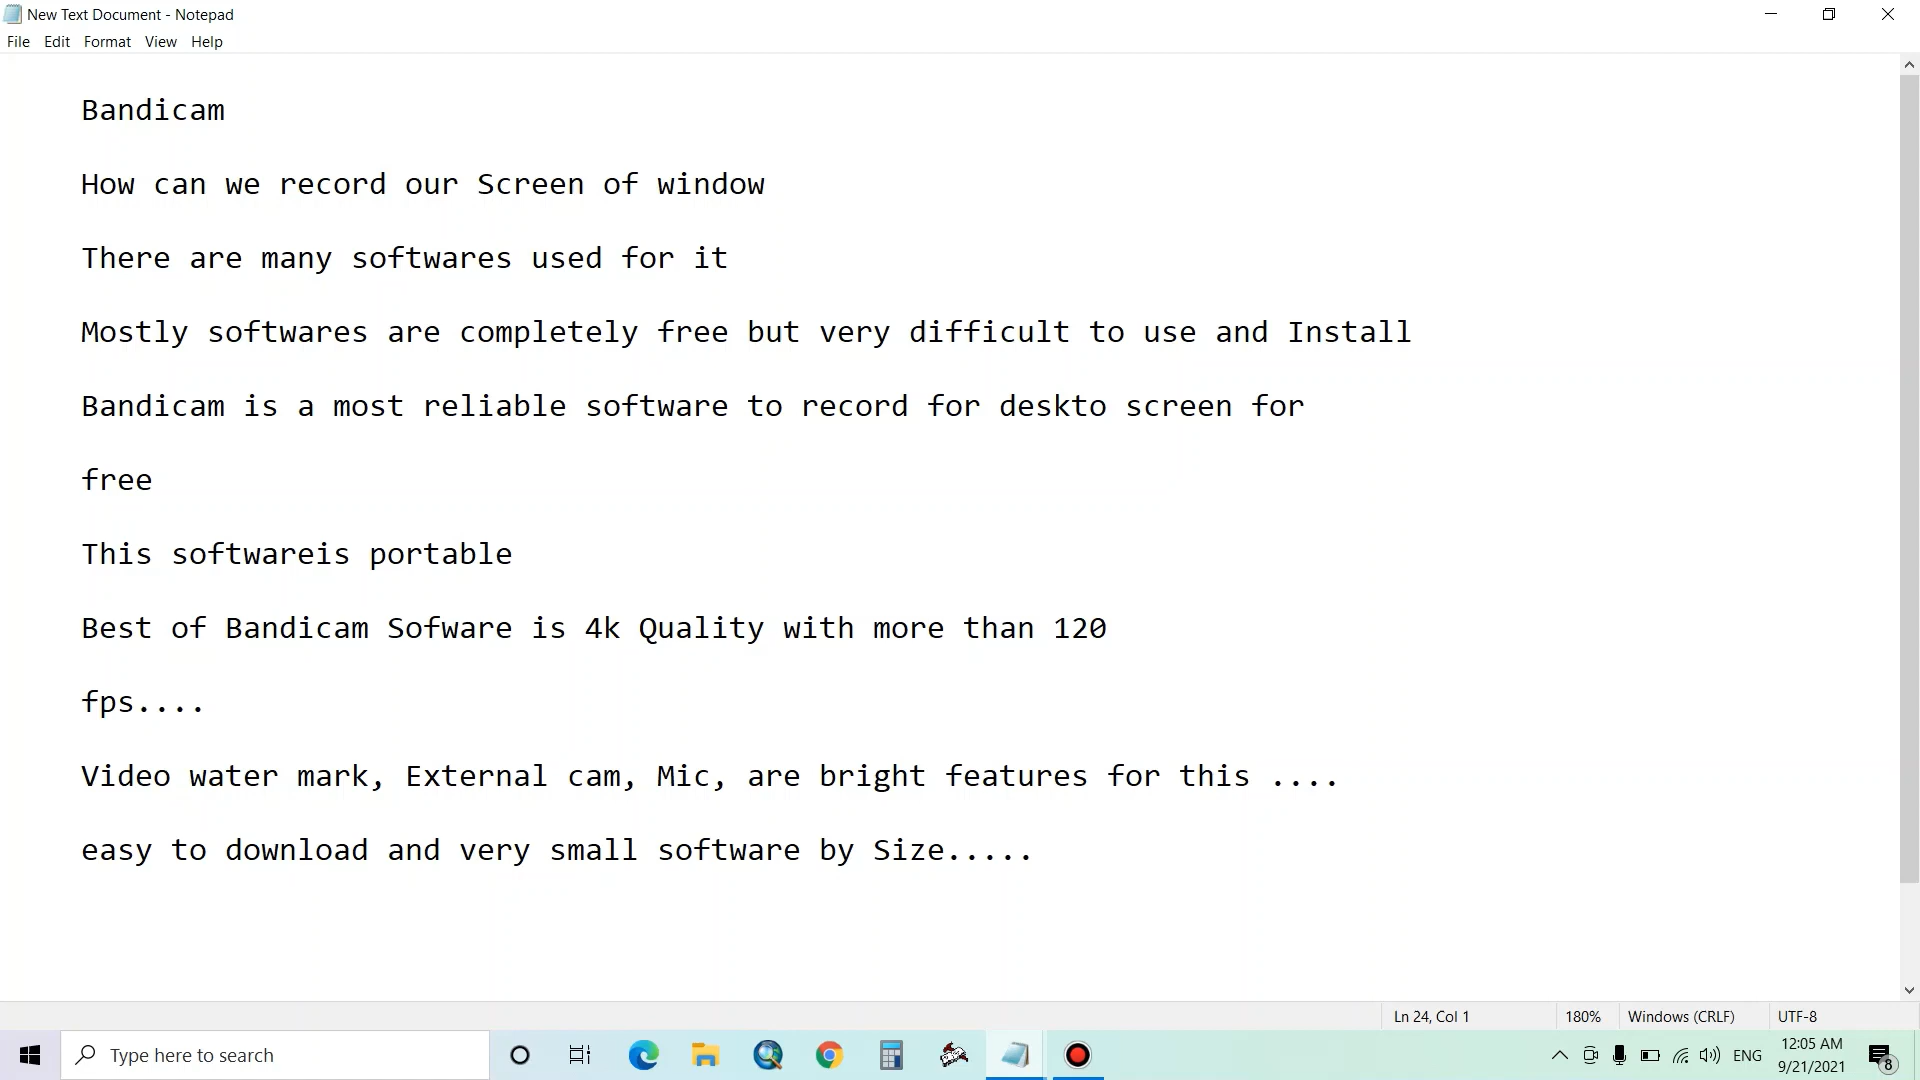 New Text Document - Notepad
File Edit Format View Help
Bandicam
How can we record our Screen of window
There are many softwares used for it
Mostly softwares are completely free but very difficult to use and Install
Bandicam is a most reliable software to record for deskto screen for
free
This softwareis portable
Best of Bandicam Sofware is 4k Quality with more than 120
fps....
Video water mark, External cam, Mic, are bright features for this ....
easy to download and very small software by Size.....
Ln 24, Col 1 180% Windows (CRLF) UTF-8
Type here to search
ENG
12:05 AM
9/21/2021
8